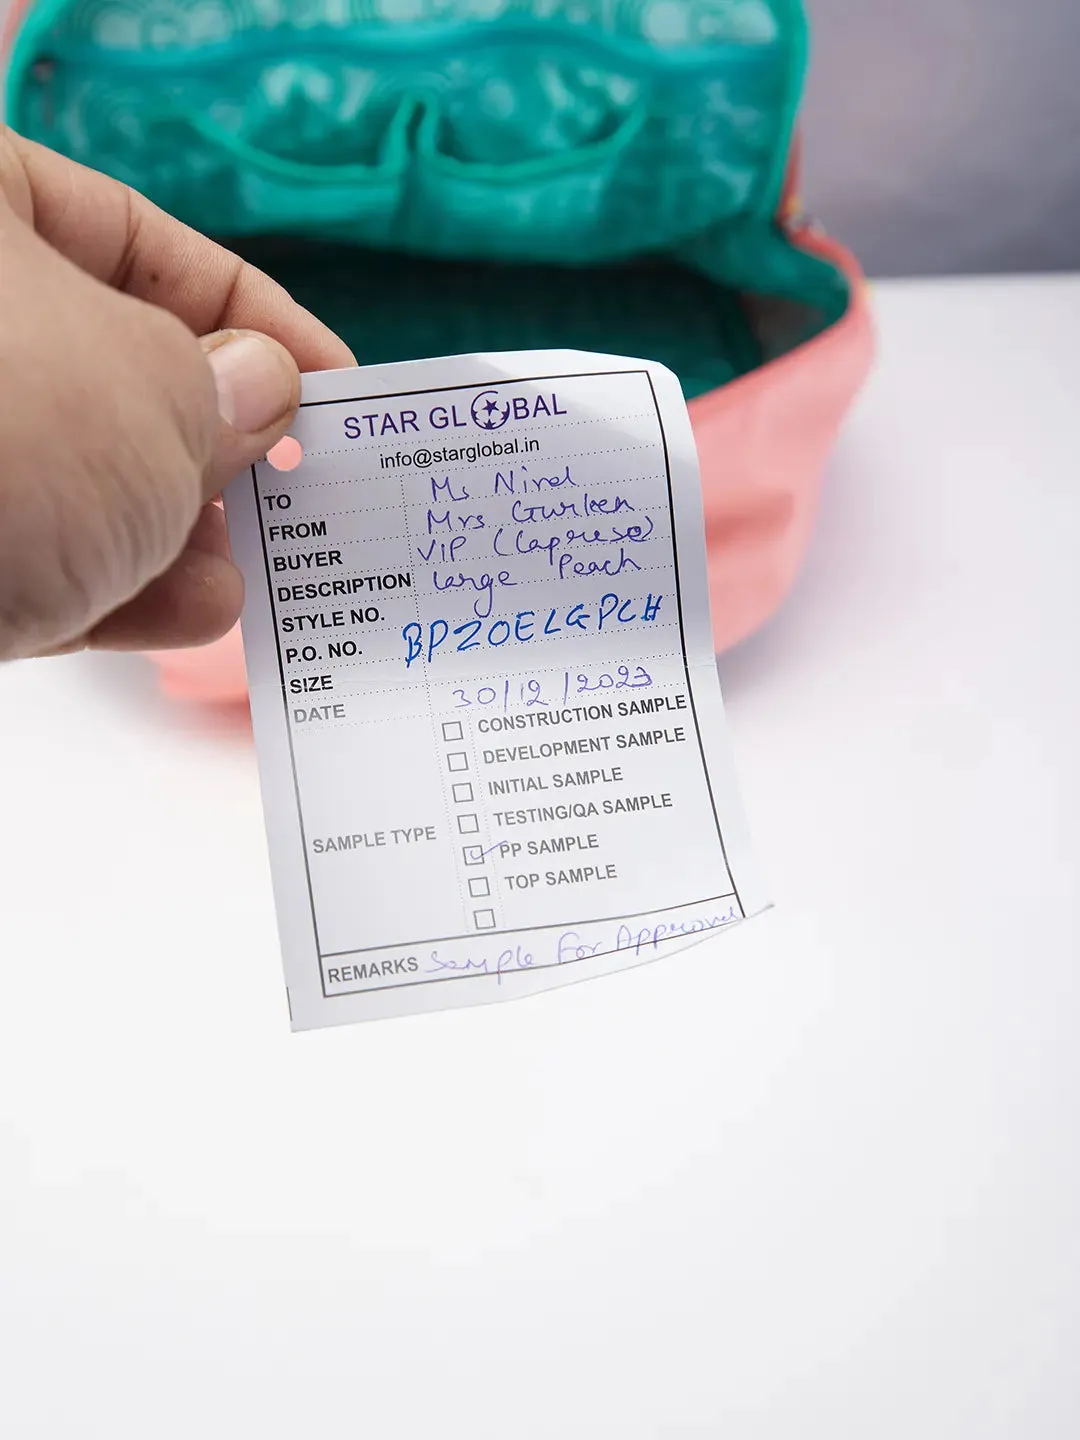 STAR GLOBAL
info@starglobal.in
TO Ms Nirel
FROM Mrs Gurleen
BUYER VIP (Caprese)
DESCRIPTION large Peach
STYLE NO.
P.O. NO. BPZOELGPCH
SIZE
DATE 30/12/2023
CONSTRUCTION SAMPLE
DEVELOPMENT SAMPLE
INITIAL SAMPLE
TESTING/QA SAMPLE
SAMPLE TYPE
PP SAMPLE
TOP SAMPLE
REMARKS Sample For Approval